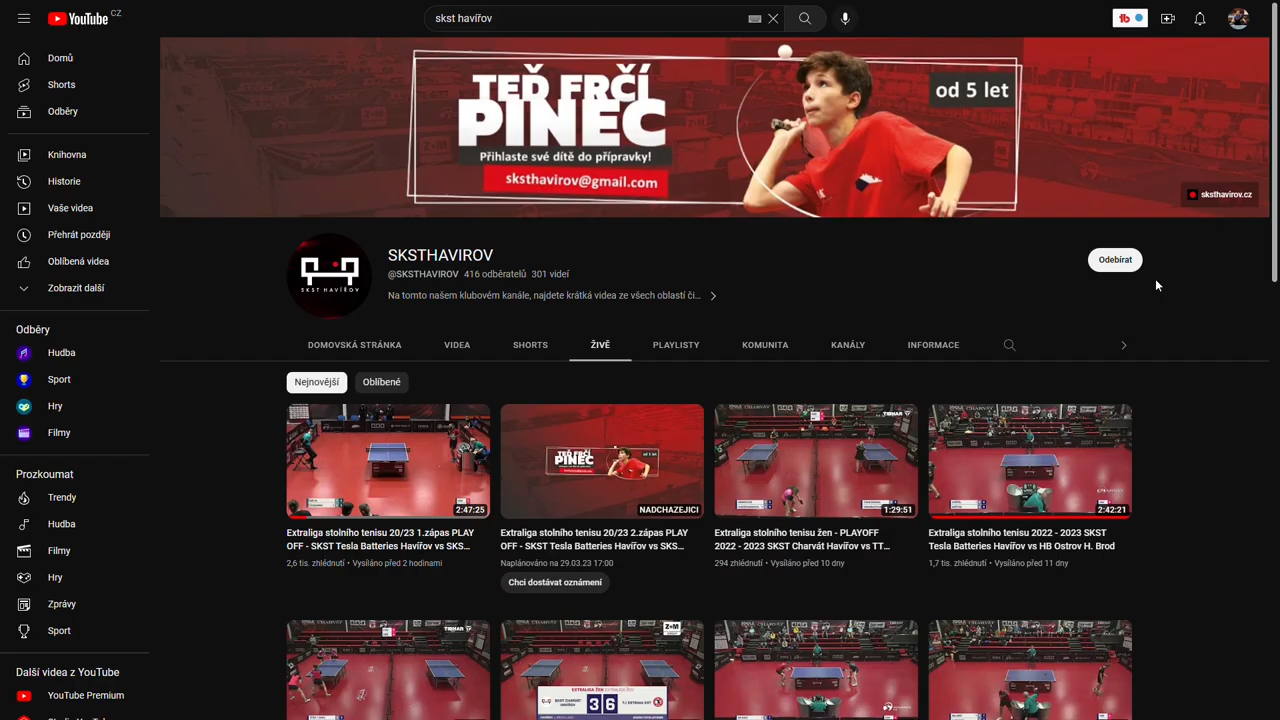 YouTube CZ
skst havířov
Domů
Shorts
Odběry
Knihovna
Historie
Vaše videa
Přehrát později
Oblíbená videa
Zobrazit další
Odběry
Hudba
Sport
Hry
Filmy
Prozkoumat
Trendy
Hudba
Filmy
Hry
Zprávy
Sport
Další videa z YouTube
YouTube Premium
TEĎ FRČÍ
PINEC
Přihlaste své dítě do přípravky!
sksthavirov@gmail.com
od 5 let
sksthavirov.cz
SKST HAVÍŘOV
SKSTHAVIROV
@SKSTHAVIROV 416 odběratelů 301 videí
Na tomto našem klubovém kanále, najdete krátká videa ze všech oblastí či...
Odebírat
DOMOVSKÁ STRÁNKA VIDEA SHORTS ŽIVĚ PLAYLISTY KOMUNITA KANÁLY INFORMACE
Nejnovější Oblíbené
2:47:25
Extraliga stolního tenisu 20/23 1.zápas PLAY
OFF - SKST Tesla Batteries Havířov vs SKS...
2,6 tis. zhlédnutí • Vysíláno před 2 hodinami
TEĎ FRČÍ
PINEC
NADCHÁZEJÍCÍ
Extraliga stolního tenisu 20/23 2.zápas PLAY
OFF - SKST Tesla Batteries Havířov vs SKS...
Naplánováno na 29.03.23 17:00
Chci dostávat oznámení
TIBHAR
1:29:51
Extraliga stolního tenisu žen - PLAYOFF
2022 - 2023 SKST Charvát Havířov vs TT...
294 zhlédnutí • Vysíláno před 10 dny
2:42:21
Extraliga stolního tenisu 2022 - 2023 SKST
Tesla Batteries Havířov vs HB Ostrov H. Brod
1,7 tis. zhlédnutí • Vysíláno před 11 dny
TIBHAR
Z•M
EXTRALIGA ŽEN
3 6